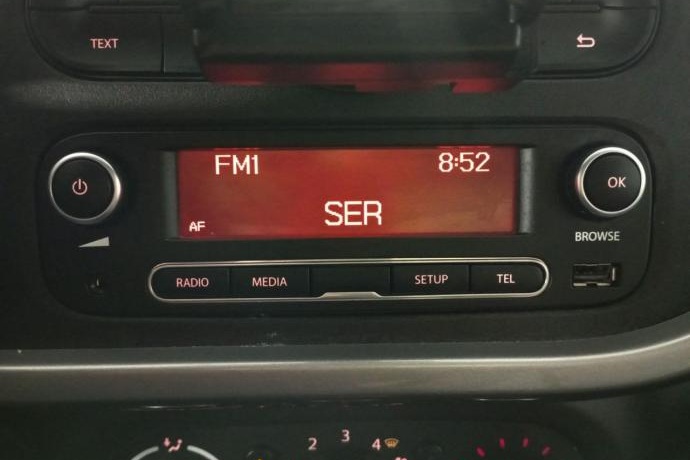 TEXT
FM1 8:52
SER
AF
OK
BROWSE
RADIO MEDIA SETUP TEL
2 3 4